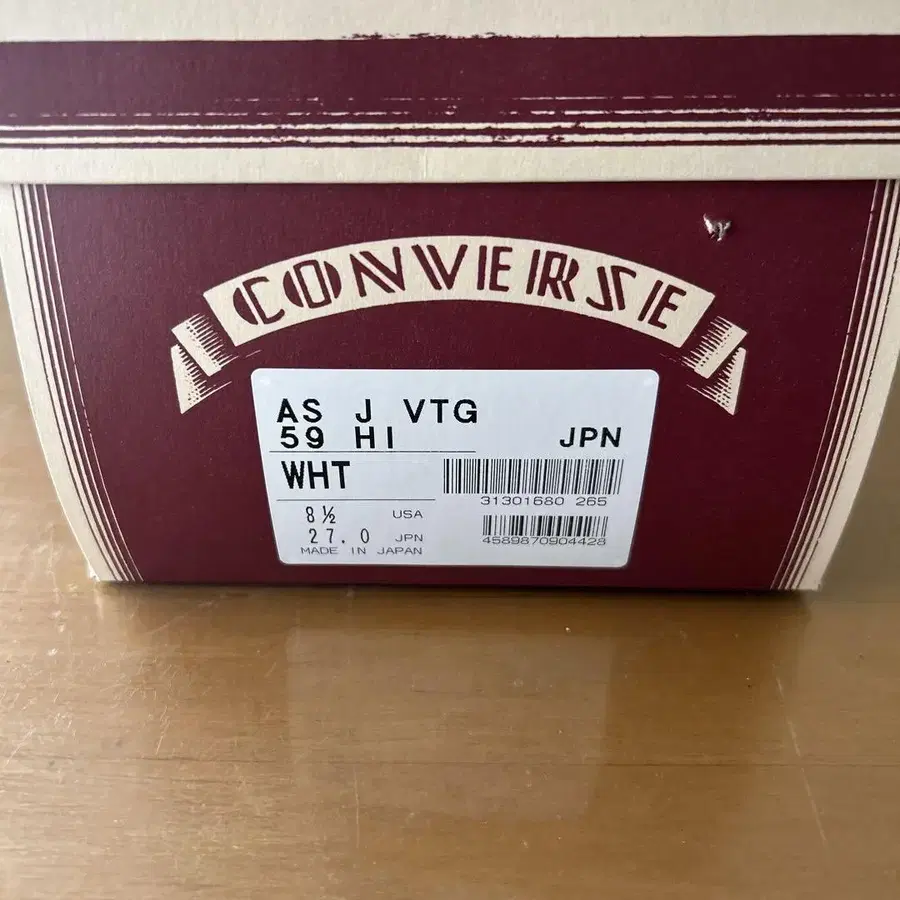 CONVERSE
AS J VTG
59 HI JPN
WHT
31301680 265
8½ USA
27.0 JPN
4589870904428
MADE IN JAPAN